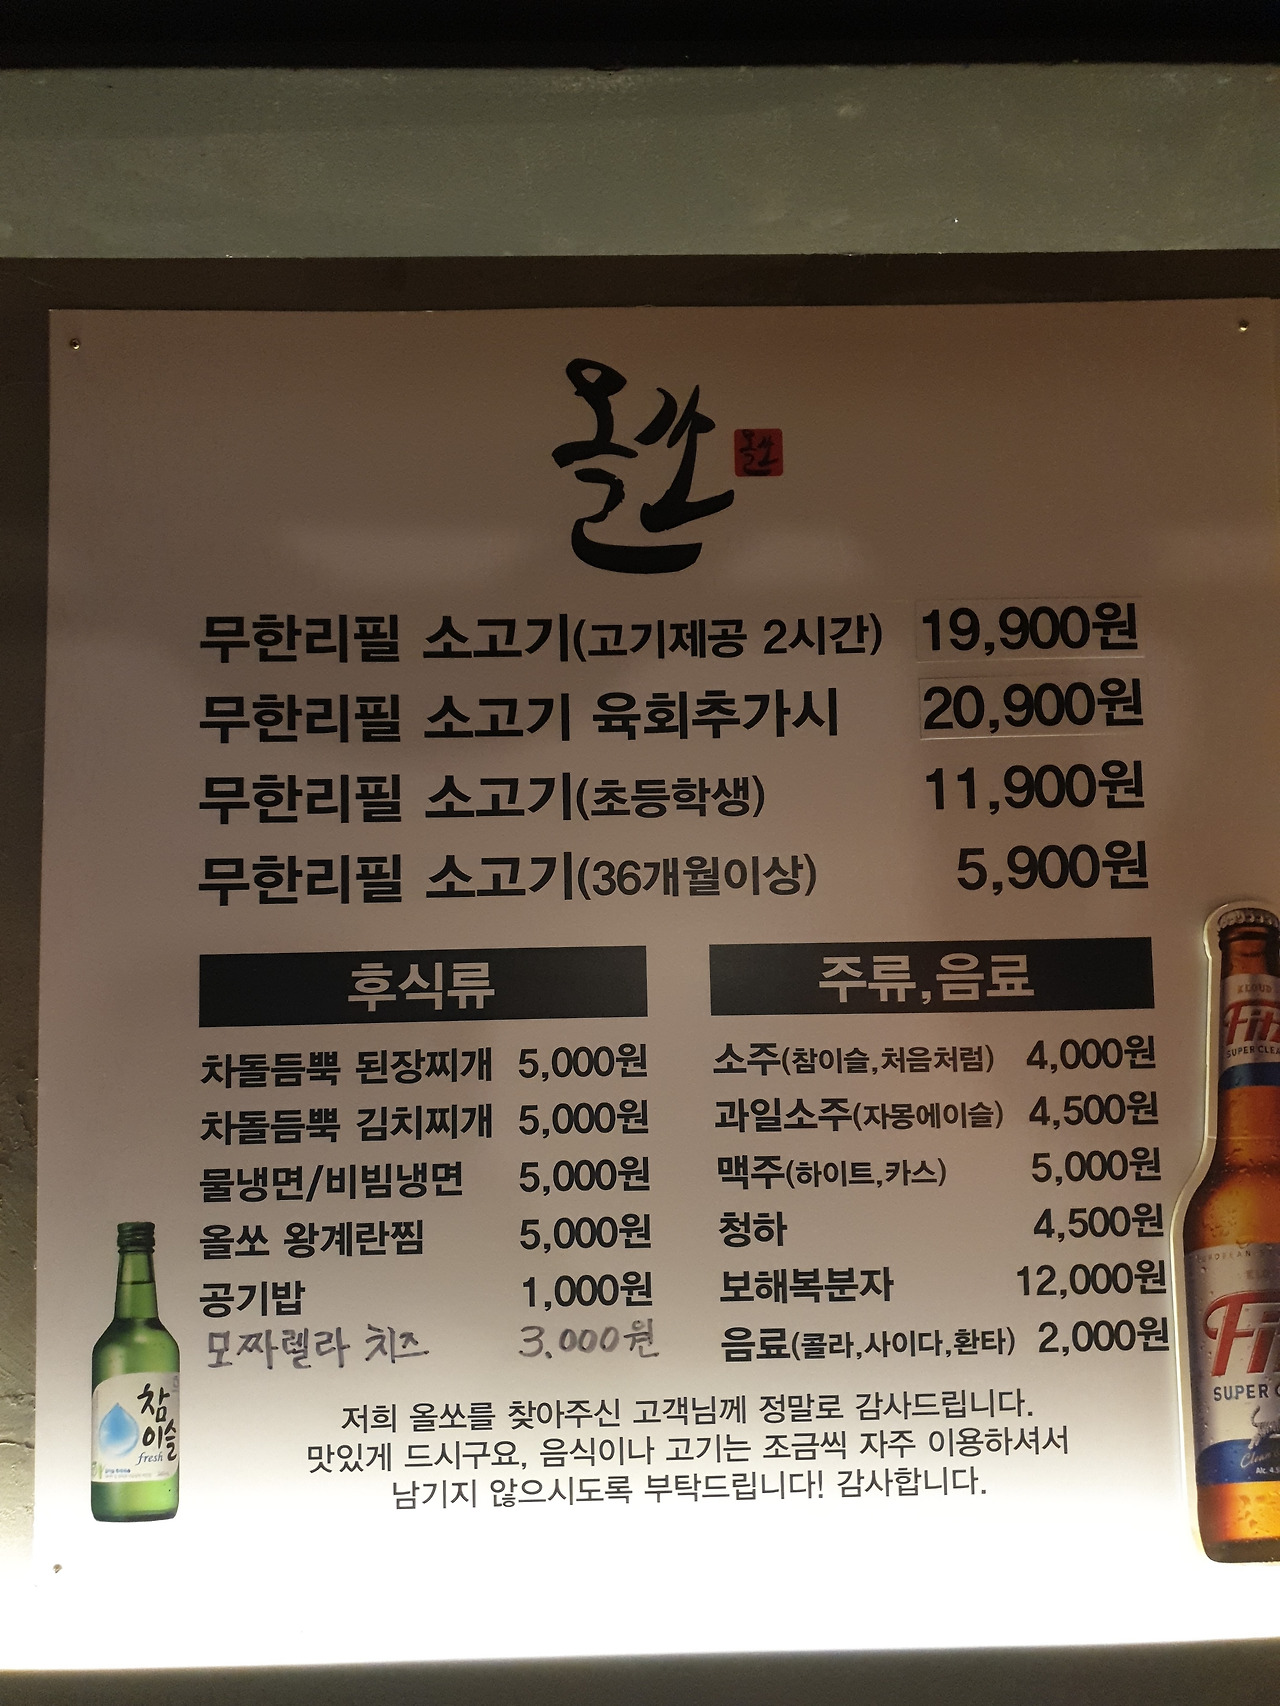 올쏘
올쏘
무한리필 소고기(고기제공 2시간) 19,900원
무한리필 소고기 육회추가시 20,900원
무한리필 소고기(초등학생) 11,900원
무한리필 소고기(36개월이상) 5,900원
후식류
차돌듬뿍 된장찌개 5,000원
차돌듬뿍 김치찌개 5,000원
물냉면/비빔냉면 5,000원
올쏘 왕계란찜 5,000원
공기밥 1,000원
모짜렐라 치즈 3.000원
주류,음료
소주(참이슬,처음처럼) 4,000원
과일소주(자몽에이슬) 4,500원
맥주(하이트,카스) 5,000원
청하 4,500원
보해복분자 12,000원
음료(콜라,사이다,환타) 2,000원
저희 올쏘를 찾아주신 고객님께 정말로 감사드립니다.
맛있게 드시구요, 음식이나 고기는 조금씩 자주 이용하셔서
남기지 않으시도록 부탁드립니다! 감사합니다.
참
이슬
fresh
KLOUD
Fit
SUPER CLEA
Fit
SUPER C
Clean
Alc. 4.